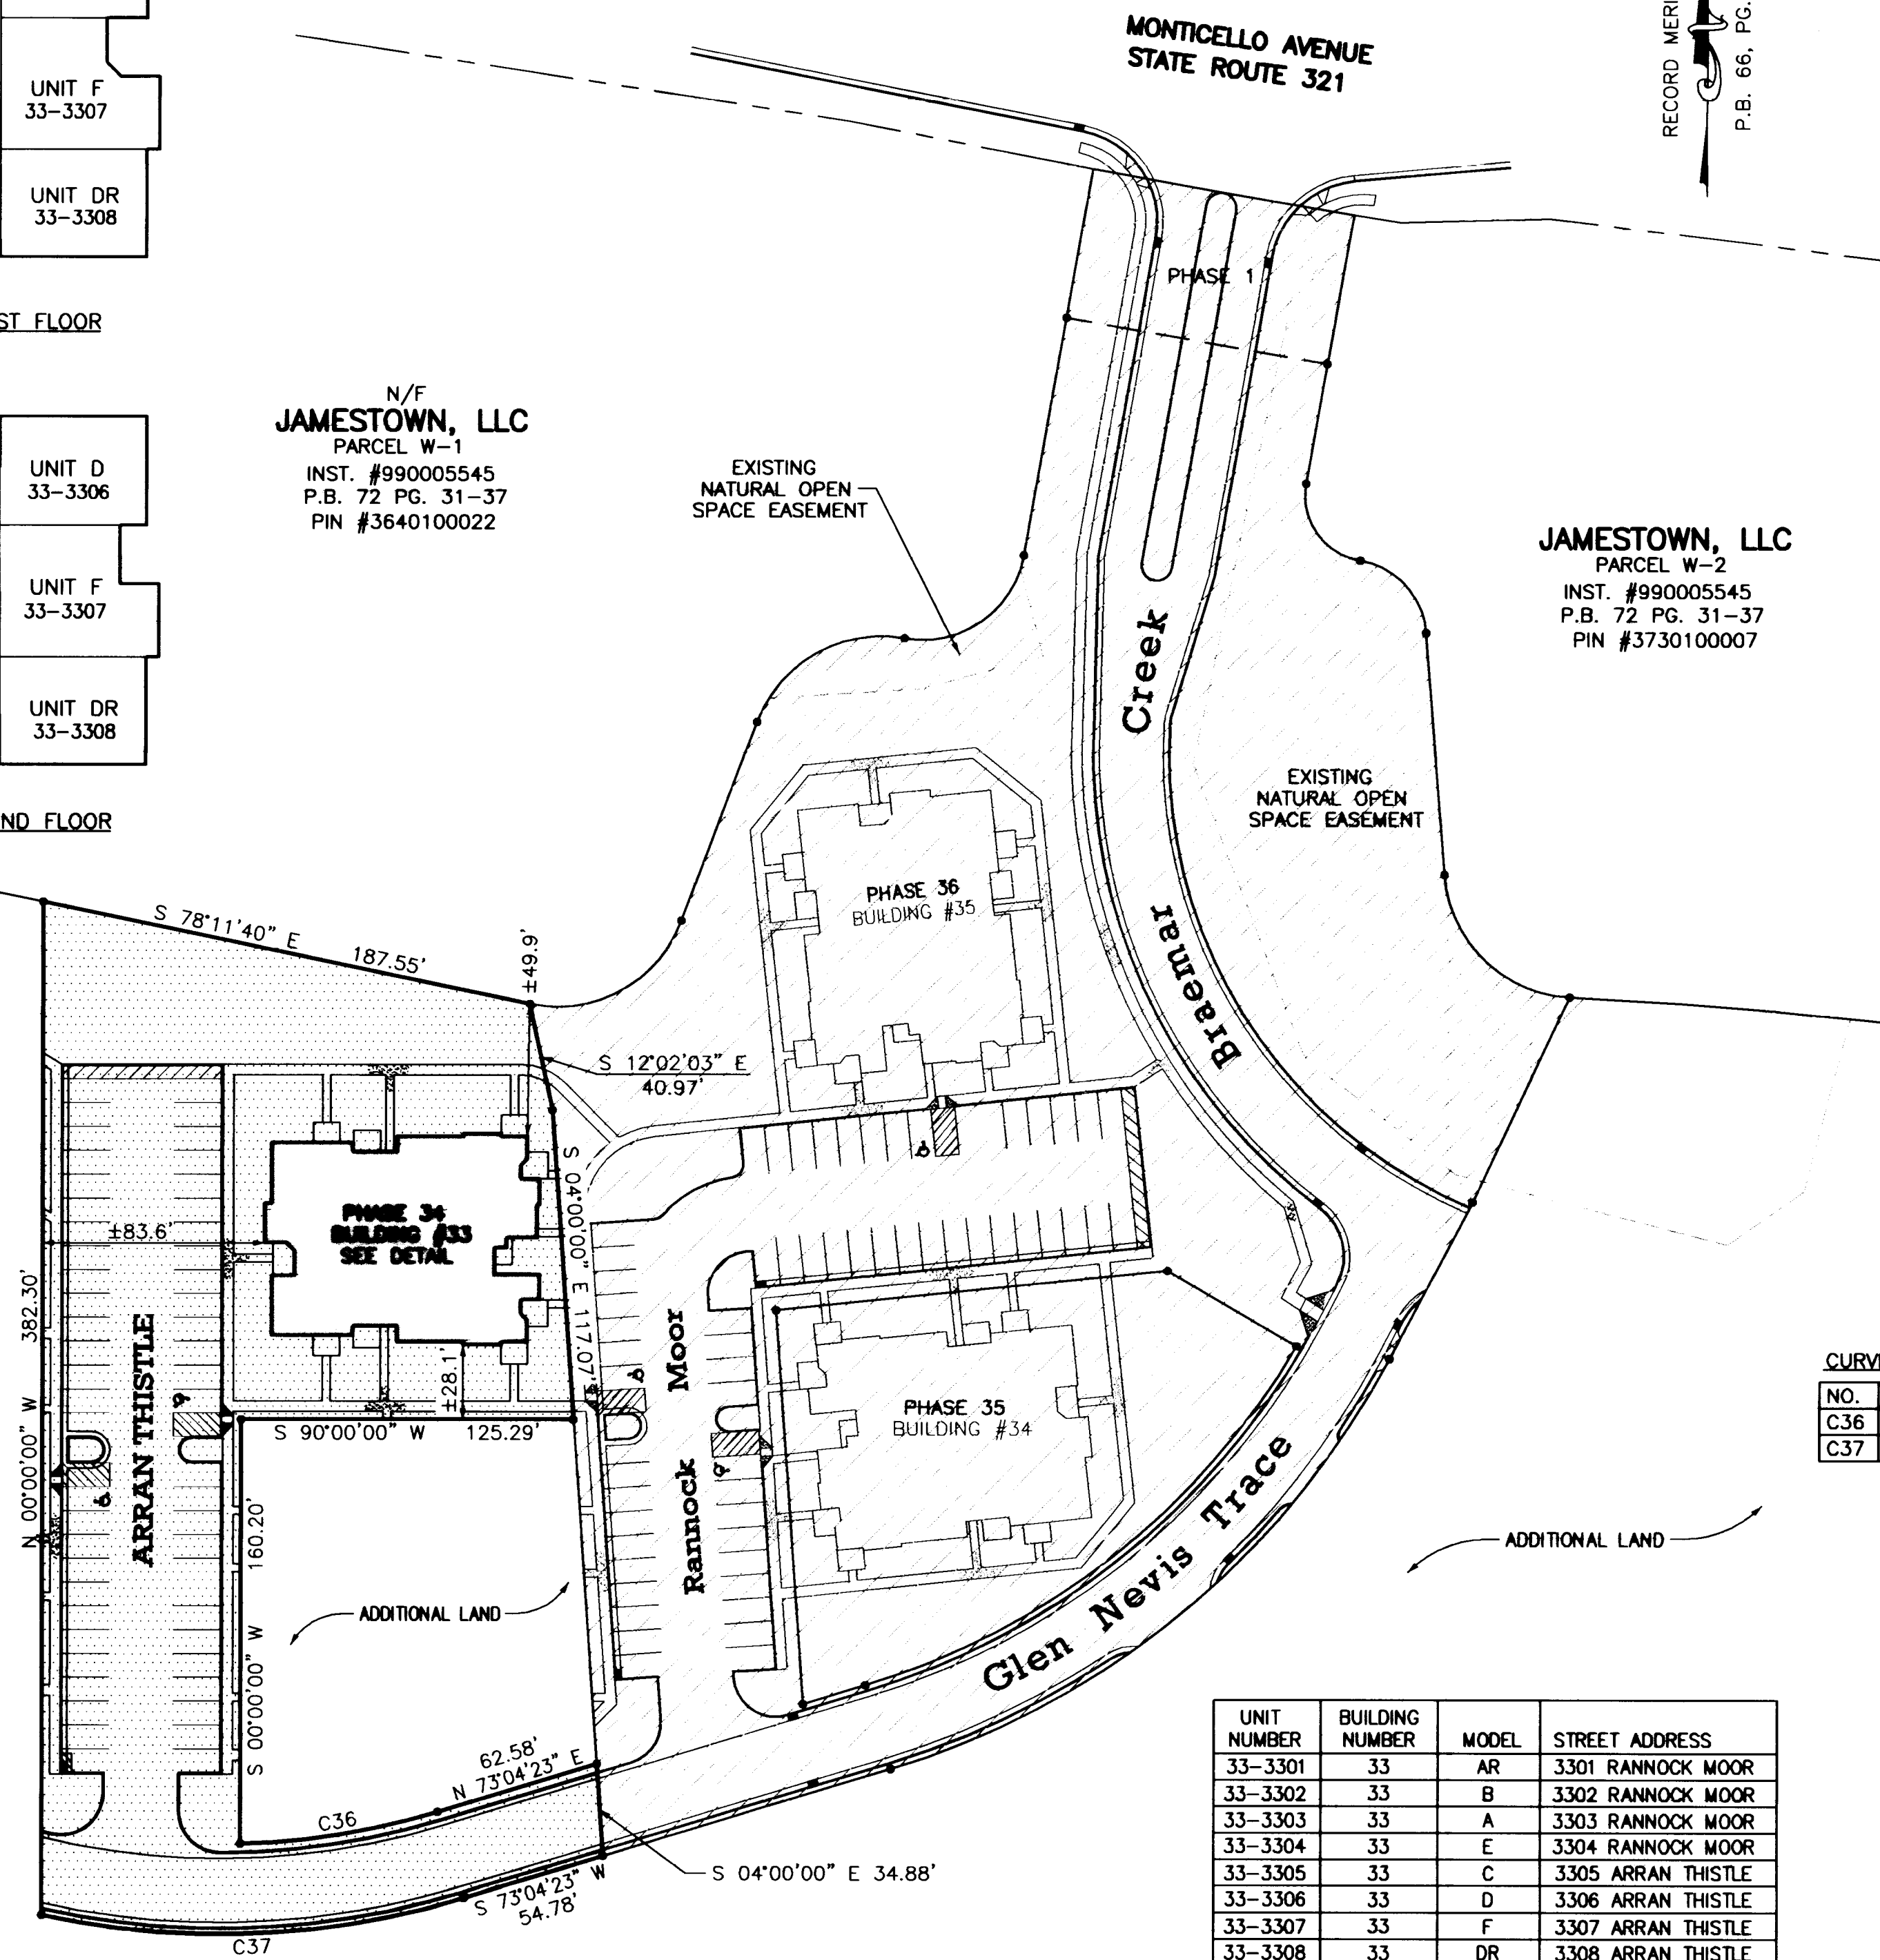 MONTICELLO AVENUE
STATE ROUTE 321
RECORD MERI
P.B. 66, PG.
UNIT F
33-3307
UNIT DR
33-3308
ST FLOOR
UNIT D
33-3306
UNIT F
33-3307
UNIT DR
33-3308
ND FLOOR
N/F
JAMESTOWN, LLC
PARCEL W-1
INST. #990005545
P.B. 72 PG. 31-37
PIN #3640100022
EXISTING
NATURAL OPEN
SPACE EASEMENT
PHASE 1
JAMESTOWN, LLC
PARCEL W-2
INST. #990005545
P.B. 72 PG. 31-37
PIN #3730100007
Creek
Braemar
EXISTING
NATURAL OPEN
SPACE EASEMENT
PHASE 36
BUILDING #35
S 78°11'40" E
187.55'
±49.9'
S 12°02'03" E
40.97'
S 04°00'00" E 117.07'
PHASE 34
BUILDING #33
SEE DETAIL
±83.6'
±28.1'
N 00°00'00" W 382.30'
ARRAN THISTLE
S 90°00'00" W 125.29'
Rannock Moor
PHASE 35
BUILDING #34
Glen Nevis Trace
S 00°00'00" W 160.20'
ADDITIONAL LAND
ADDITIONAL LAND
62.58'
N 73°04'23" E
C36
S 04°00'00" E 34.88'
S 73°04'23" W
54.78'
C37
CURV
NO.
C36
C37
UNIT NUMBER BUILDING NUMBER MODEL STREET ADDRESS
33-3301 33 AR 3301 RANNOCK MOOR
33-3302 33 B 3302 RANNOCK MOOR
33-3303 33 A 3303 RANNOCK MOOR
33-3304 33 E 3304 RANNOCK MOOR
33-3305 33 C 3305 ARRAN THISTLE
33-3306 33 D 3306 ARRAN THISTLE
33-3307 33 F 3307 ARRAN THISTLE
33-3308 33 DR 3308 ARRAN THISTLE